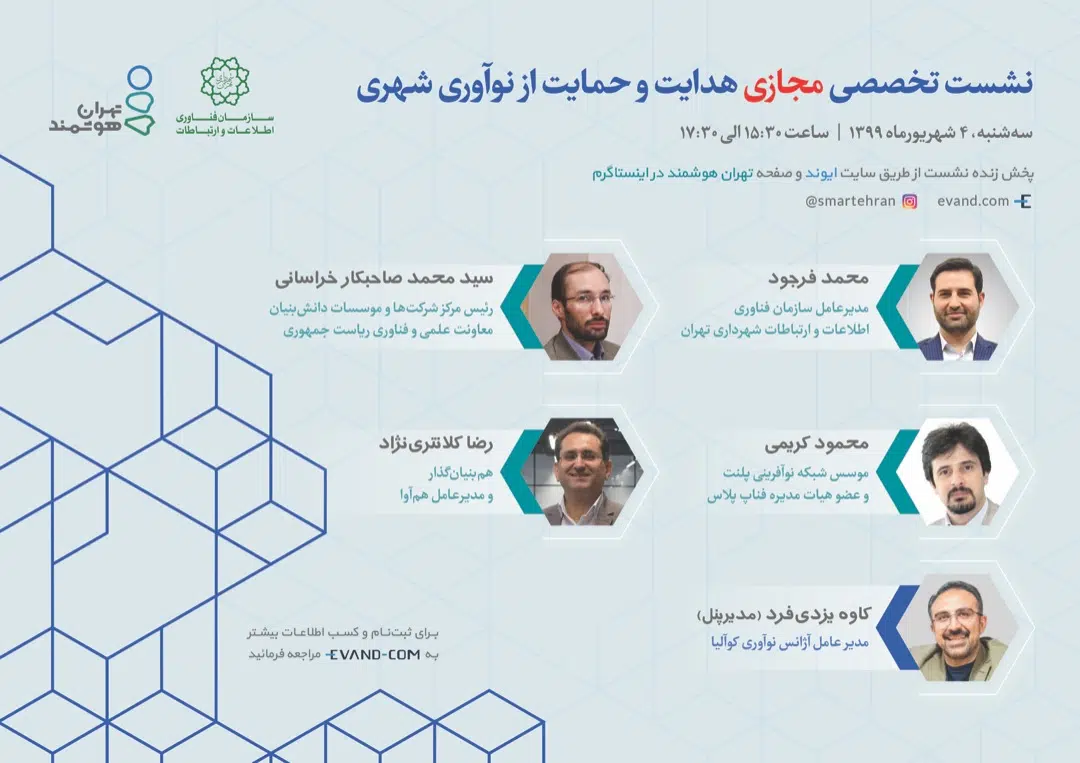 نشست تخصصی مجازی هدایت و حمایت از نوآوری شهری
سه‌شنبه، ۴ شهریورماه ۱۳۹۹ | ساعت ۱۵:۳۰ الی ۱۷:۳۰
پخش زنده نشست از طریق سایت ایوند و صفحه تهران هوشمند در اینستاگرم
evand.com @smartehran
سازمان فناوری
اطلاعات و ارتباطات
تهران
هوشمند
محمد فرجود
مدیرعامل سازمان فناوری
اطلاعات و ارتباطات شهرداری تهران
سید محمد صاحبکار خراسانی
رئیس مرکز شرکت‌ها و موسسات دانش‌بنیان
معاونت علمی و فناوری ریاست جمهوری
محمود کریمی
موسس شبکه نوآفرینی پلنت
و عضو هیات مدیره فناپ پلاس
رضا کلانتری‌نژاد
هم‌بنیان‌گذار
و مدیرعامل هم‌آوا
کاوه یزدی‌فرد (مدیرپنل)
مدیر عامل آژانس نوآوری کوآلیا
برای ثبت‌نام و کسب اطلاعات بیشتر
به EVAND-COM مراجعه فرمائید